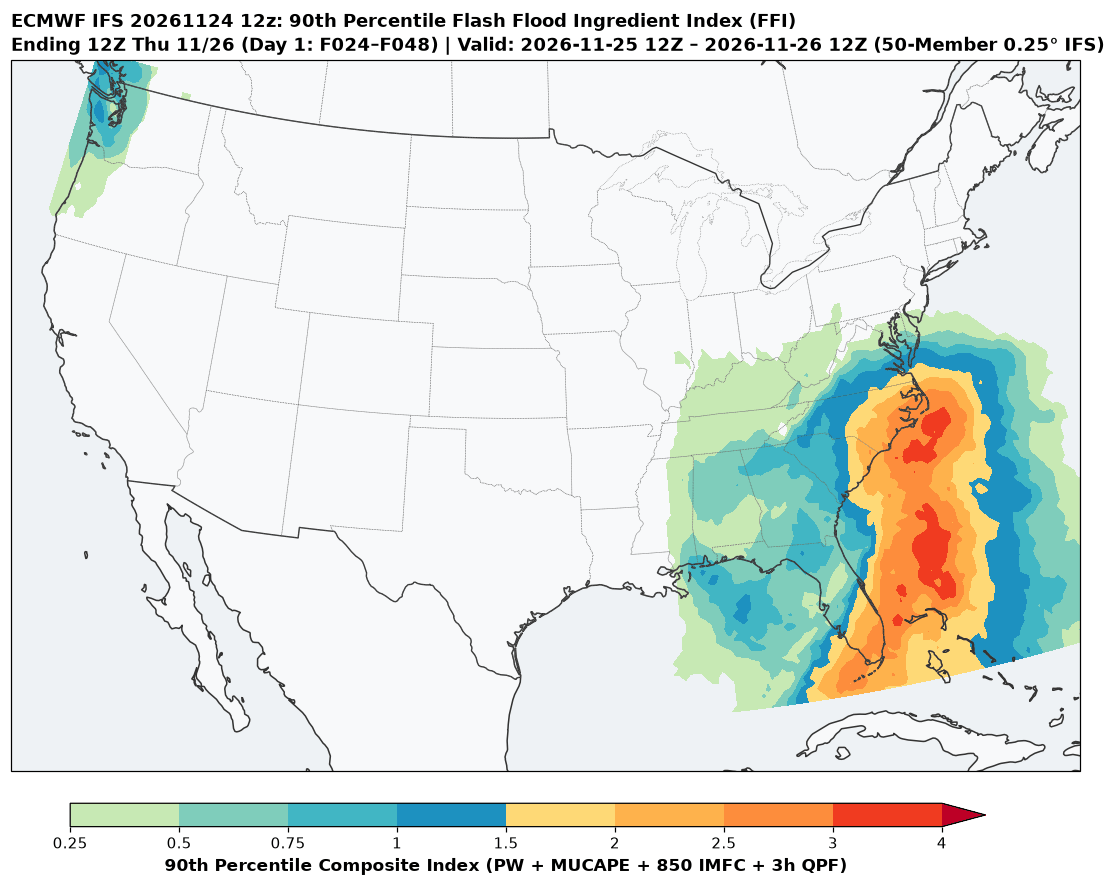 ECMWF IFS 20261124 12z: 90th Percentile Flash Flood Ingredient Index (FFI)
Ending 12Z Thu 11/26 (Day 1: F024–F048) | Valid: 2026-11-25 12Z – 2026-11-26 12Z (50-Member 0.25° IFS)
0.25 0.5 0.75 1 1.5 2 2.5 3 4
90th Percentile Composite Index (PW + MUCAPE + 850 IMFC + 3h QPF)